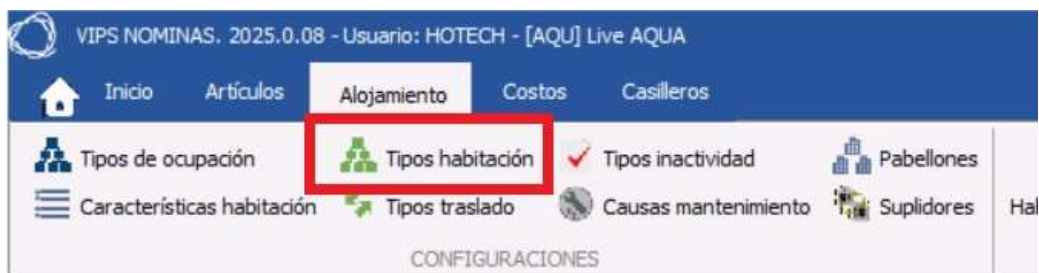 VIPS NOMINAS. 2025.0.08 - Usuario: HOTECH - [AQU] Live AQUA
Inicio Artículos Alojamiento Costos Casilleros
Tipos de ocupación Tipos habitación Tipos inactividad Pabellones
Características habitación Tipos traslado Causas mantenimiento Suplidores Hal
CONFIGURACIONES